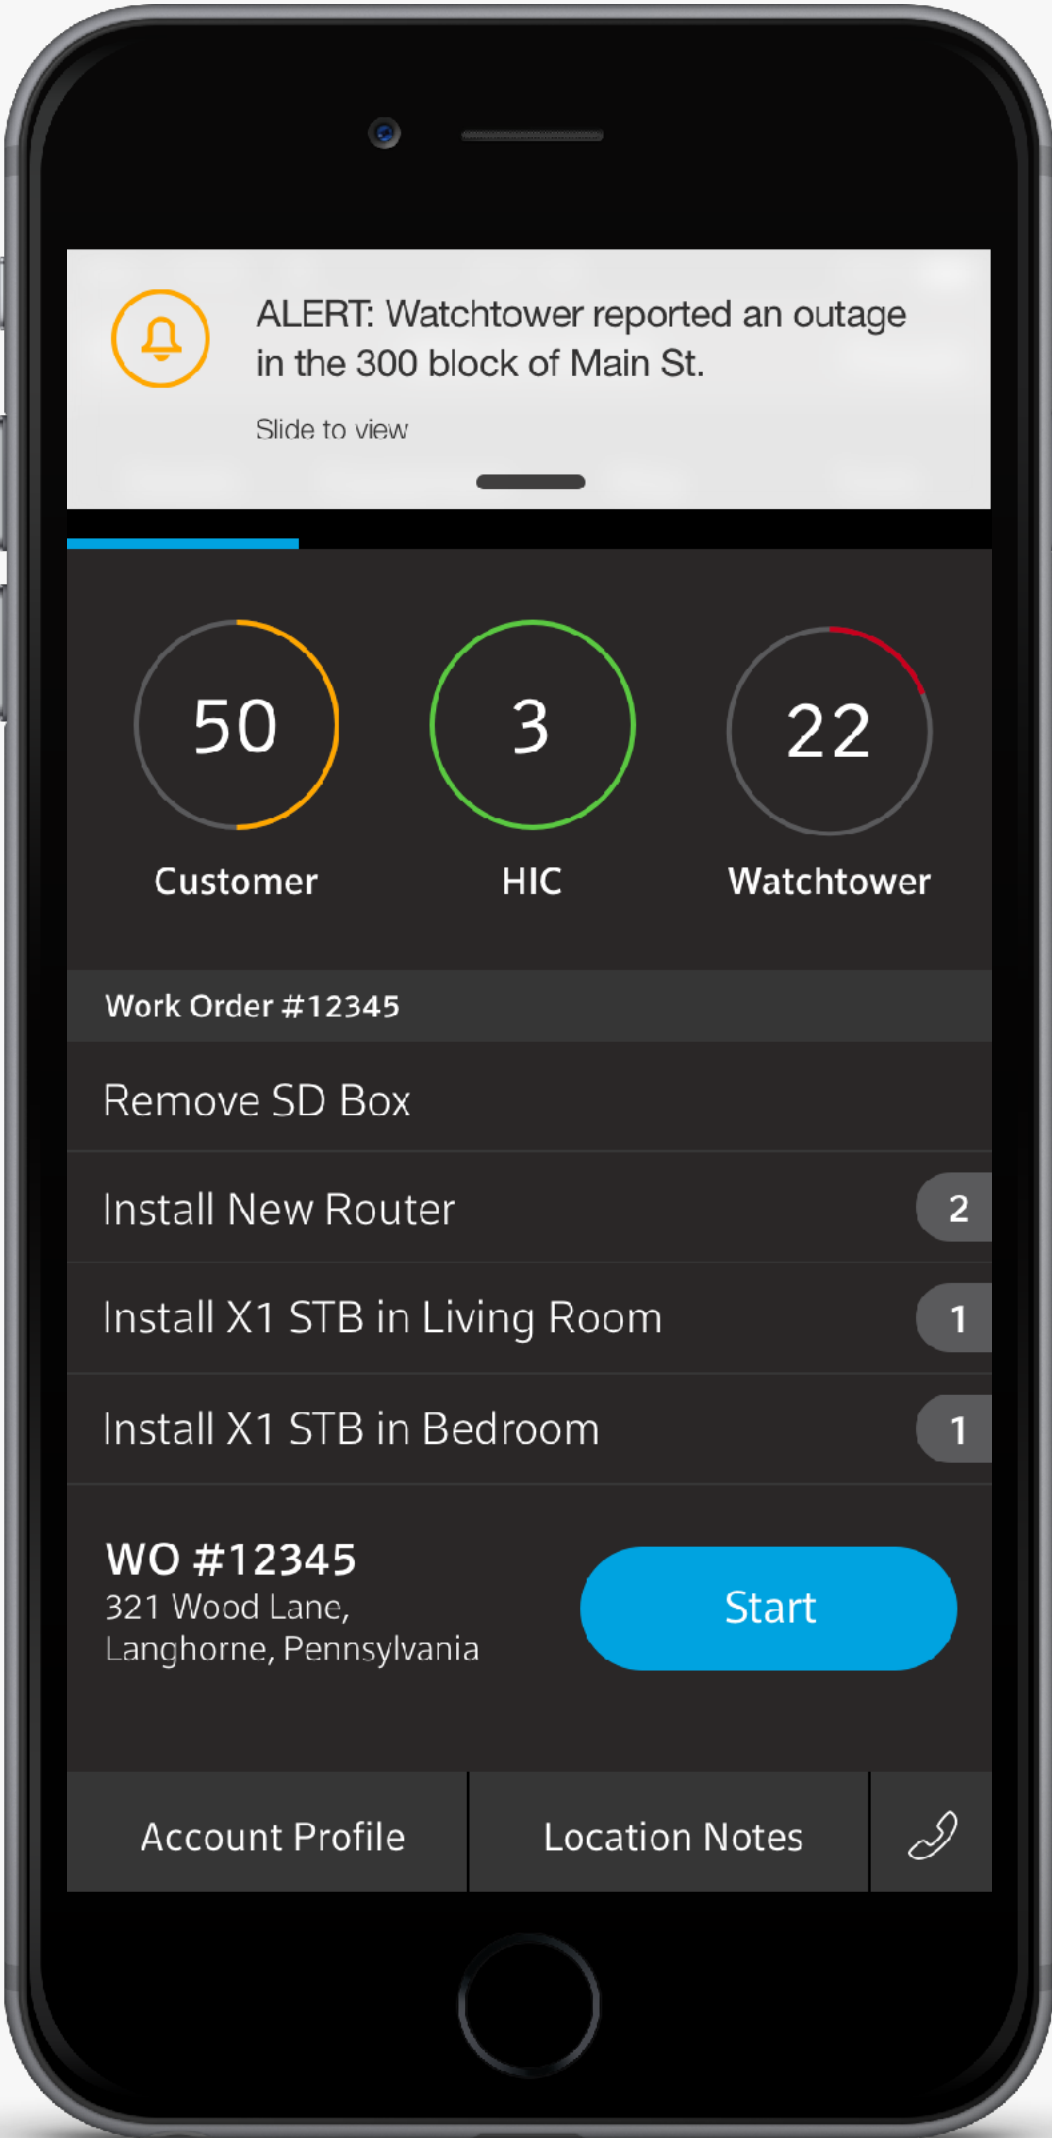 ALERT: Watchtower reported an outage
in the 300 block of Main St.
Slide to view
50
3
22
Customer
HIC
Watchtower
Work Order #12345
Remove SD Box
Install New Router
2
Install X1 STB in Living Room
1
Install X1 STB in Bedroom
1
WO #12345
321 Wood Lane,
Langhorne, Pennsylvania
Start
Account Profile
Location Notes